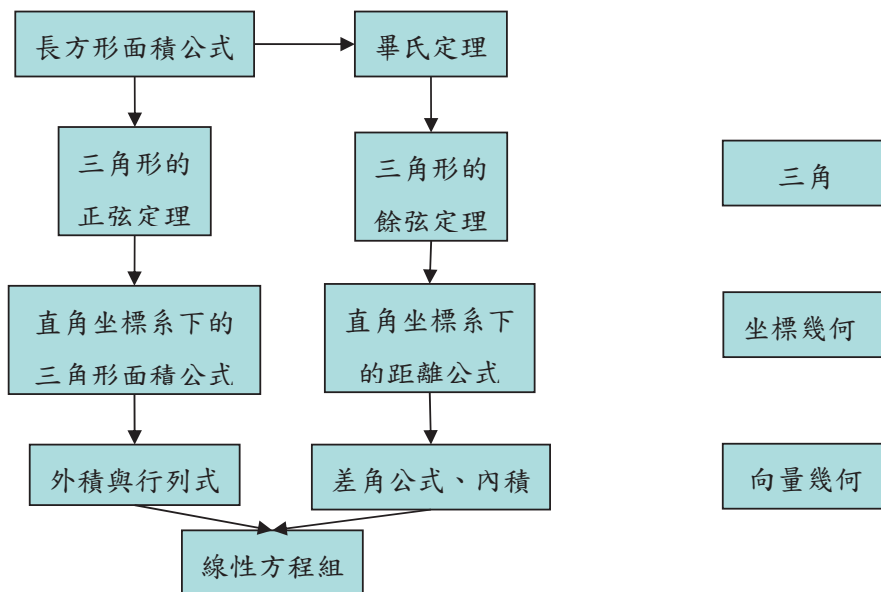 長方形面積公式
畢氏定理
三角形的
正弦定理
三角形的
餘弦定理
三角
直角坐標系下的
三角形面積公式
直角坐標系下
的距離公式
坐標幾何
外積與行列式
差角公式、內積
向量幾何
線性方程組